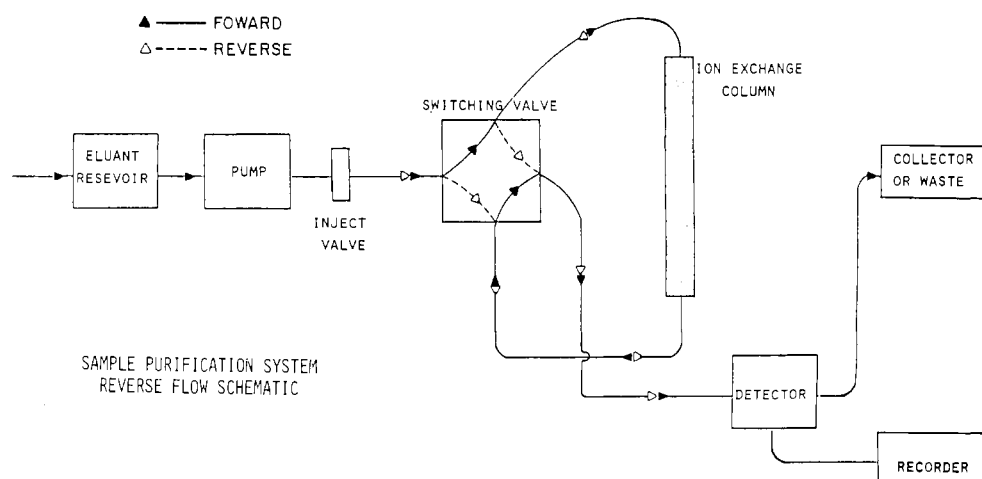 FOWARD
REVERSE
ION EXCHANGE
COLUMN
SWITCHING VALVE
ELUANT
RESEVOIR
PUMP
INJECT
VALVE
COLLECTOR
OR WASTE
SAMPLE PURIFICATION SYSTEM
REVERSE FLOW SCHEMATIC
DETECTOR
RECORDER